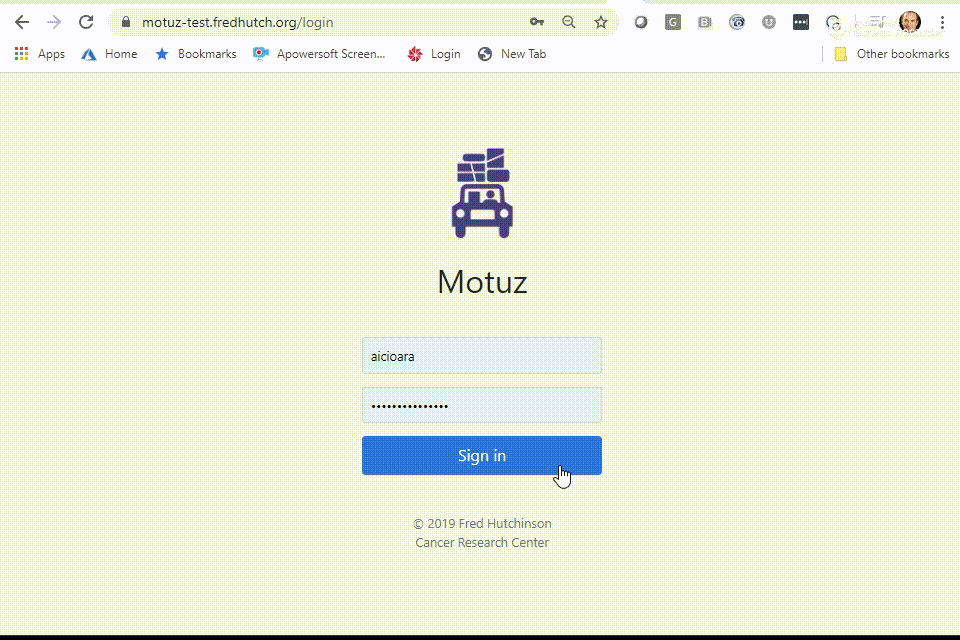 motuz-test.fredhutch.org/login
Apps Home Bookmarks Apowersoft Screen... Login New Tab Other bookmarks
Motuz
aicioara
•••••••••••••••
Sign in
© 2019 Fred Hutchinson
Cancer Research Center